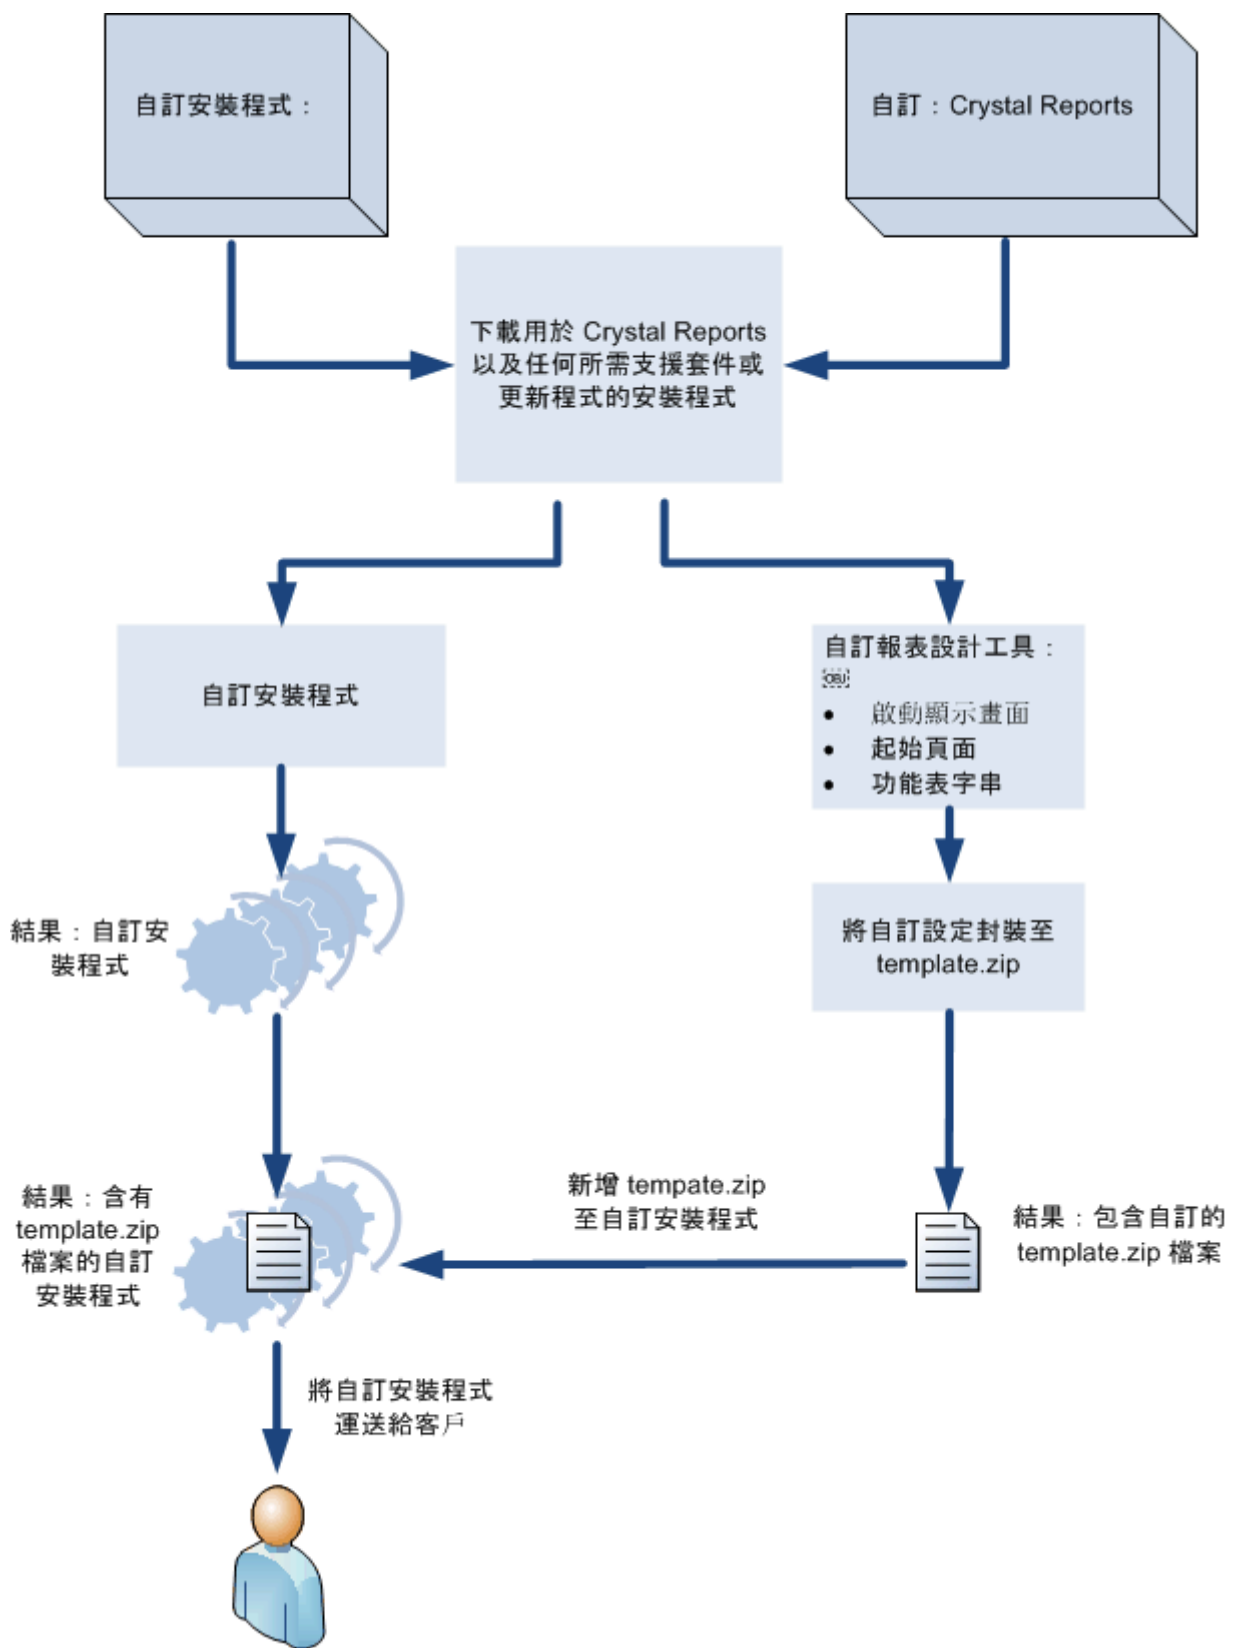 自訂安裝程式：
自訂：Crystal Reports
下載用於 Crystal Reports
以及任何所需支援套件或
更新程式的安裝程式
自訂安裝程式
自訂報表設計工具：
OBJ
• 啟動顯示畫面
• 起始頁面
• 功能表字串
結果：自訂安
裝程式
將自訂設定封裝至
template.zip
結果：含有
template.zip
檔案的自訂
安裝程式
新增 tempate.zip
至自訂安裝程式
結果：包含自訂的
template.zip 檔案
將自訂安裝程式
運送給客戶